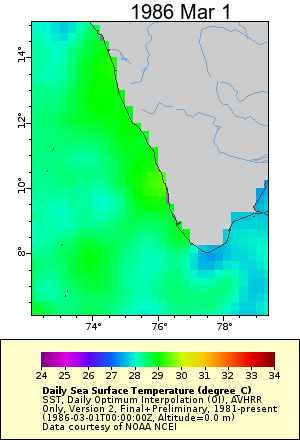 1986 Mar 1
14°
12°
10°
8°
74° 76° 78°
24 25 26 27 28 29 30 31 32 33 34
Daily Sea Surface Temperature (degree_C)
SST, Daily Optimum Interpolation (OI), AVHRR
Only, Version 2, Final+Preliminary, 1981-present
(1986-03-01T00:00:00Z, Altitude=0.0 m)
Data courtesy of NOAA NCEI